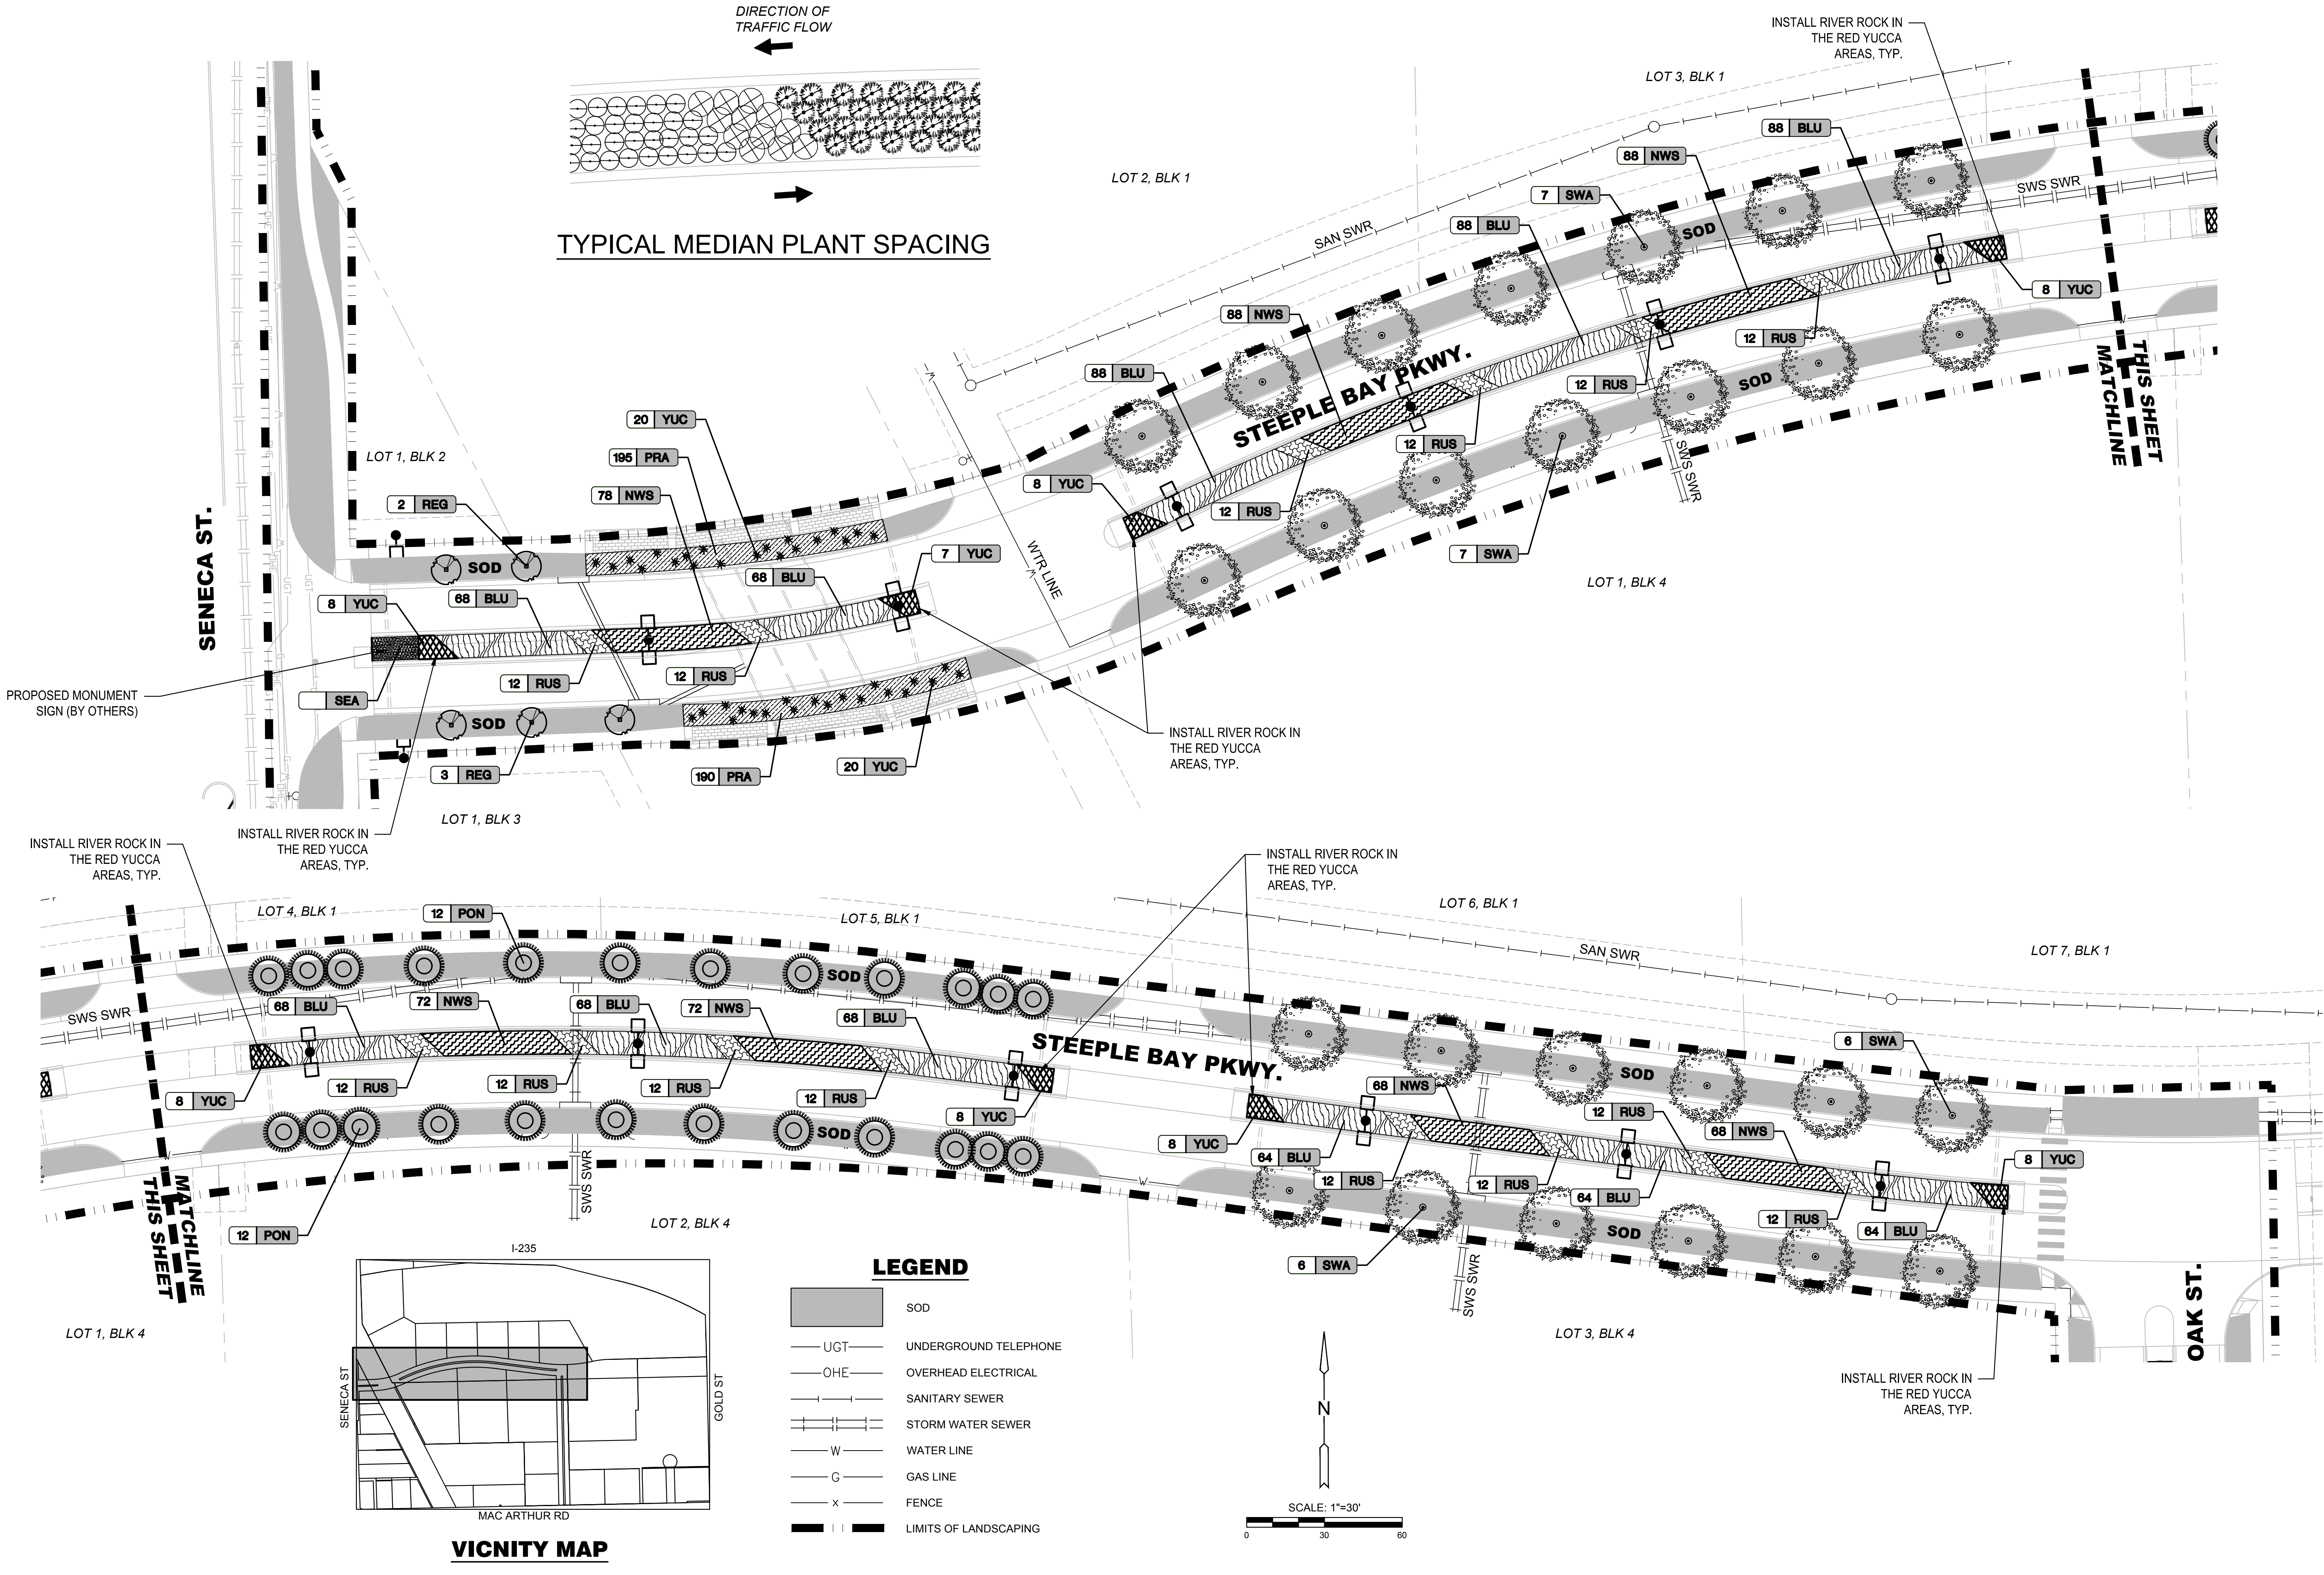 DIRECTION OF
TRAFFIC FLOW
TYPICAL MEDIAN PLANT SPACING
INSTALL RIVER ROCK IN
THE RED YUCCA
AREAS, TYP.
LOT 3, BLK 1
LOT 2, BLK 1
88 BLU
88 NWS
7 SWA
88 BLU
SAN SWR
SWS SWR
SOD
8 YUC
88 NWS
12 RUS
88 BLU
STEEPLE BAY PKWY.
12 RUS
SOD
MATCHLINE
THIS SHEET
20 YUC
195 PRA
78 NWS
LOT 1, BLK 2
2 REG
12 RUS
8 YUC
12 RUS
SWS SWR
7 SWA
LOT 1, BLK 4
WTR LINE
W
W
SENECA ST.
SOD
68 BLU
7 YUC
8 YUC
68 BLU
UGT
12 RUS
12 RUS
SEA
PROPOSED MONUMENT
SIGN (BY OTHERS)
SOD
3 REG
190 PRA
20 YUC
INSTALL RIVER ROCK IN
THE RED YUCCA
AREAS, TYP.
LOT 1, BLK 3
INSTALL RIVER ROCK IN
THE RED YUCCA
AREAS, TYP.
INSTALL RIVER ROCK IN
THE RED YUCCA
AREAS, TYP.
INSTALL RIVER ROCK IN
THE RED YUCCA
AREAS, TYP.
LOT 4, BLK 1
12 PON
LOT 5, BLK 1
LOT 6, BLK 1
SAN SWR
LOT 7, BLK 1
SOD
68 BLU
72 NWS
68 BLU
72 NWS
68 BLU
SWS SWR
STEEPLE BAY PKWY.
6 SWA
SOD
68 NWS
12 RUS
68 NWS
8 YUC
12 RUS
12 RUS
12 RUS
12 RUS
8 YUC
SOD
8 YUC
64 BLU
12 RUS
12 RUS
64 BLU
8 YUC
12 RUS
64 BLU
SOD
W
SWS SWR
MATCHLINE
THIS SHEET
12 PON
LOT 2, BLK 4
6 SWA
SWS SWR
LOT 1, BLK 4
LOT 3, BLK 4
OAK ST.
INSTALL RIVER ROCK IN
THE RED YUCCA
AREAS, TYP.
I-235
SENECA ST
GOLD ST
MAC ARTHUR RD
VICNITY MAP
LEGEND
SOD
UGT UNDERGROUND TELEPHONE
OHE OVERHEAD ELECTRICAL
SANITARY SEWER
STORM WATER SEWER
W WATER LINE
G GAS LINE
x FENCE
LIMITS OF LANDSCAPING
N
SCALE: 1"=30'
0 30 60